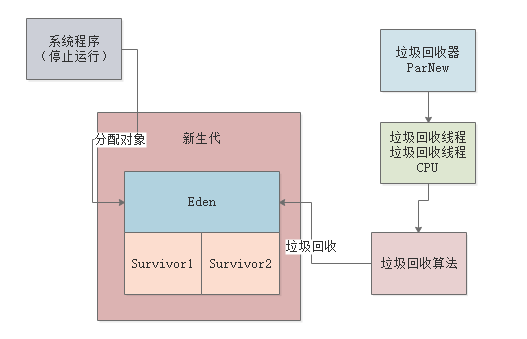 系统程序
（停止运行）
垃圾回收器
ParNew
分配对象
新生代
垃圾回收线程
垃圾回收线程
CPU
Eden
垃圾回收
Survivor1
Survivor2
垃圾回收算法